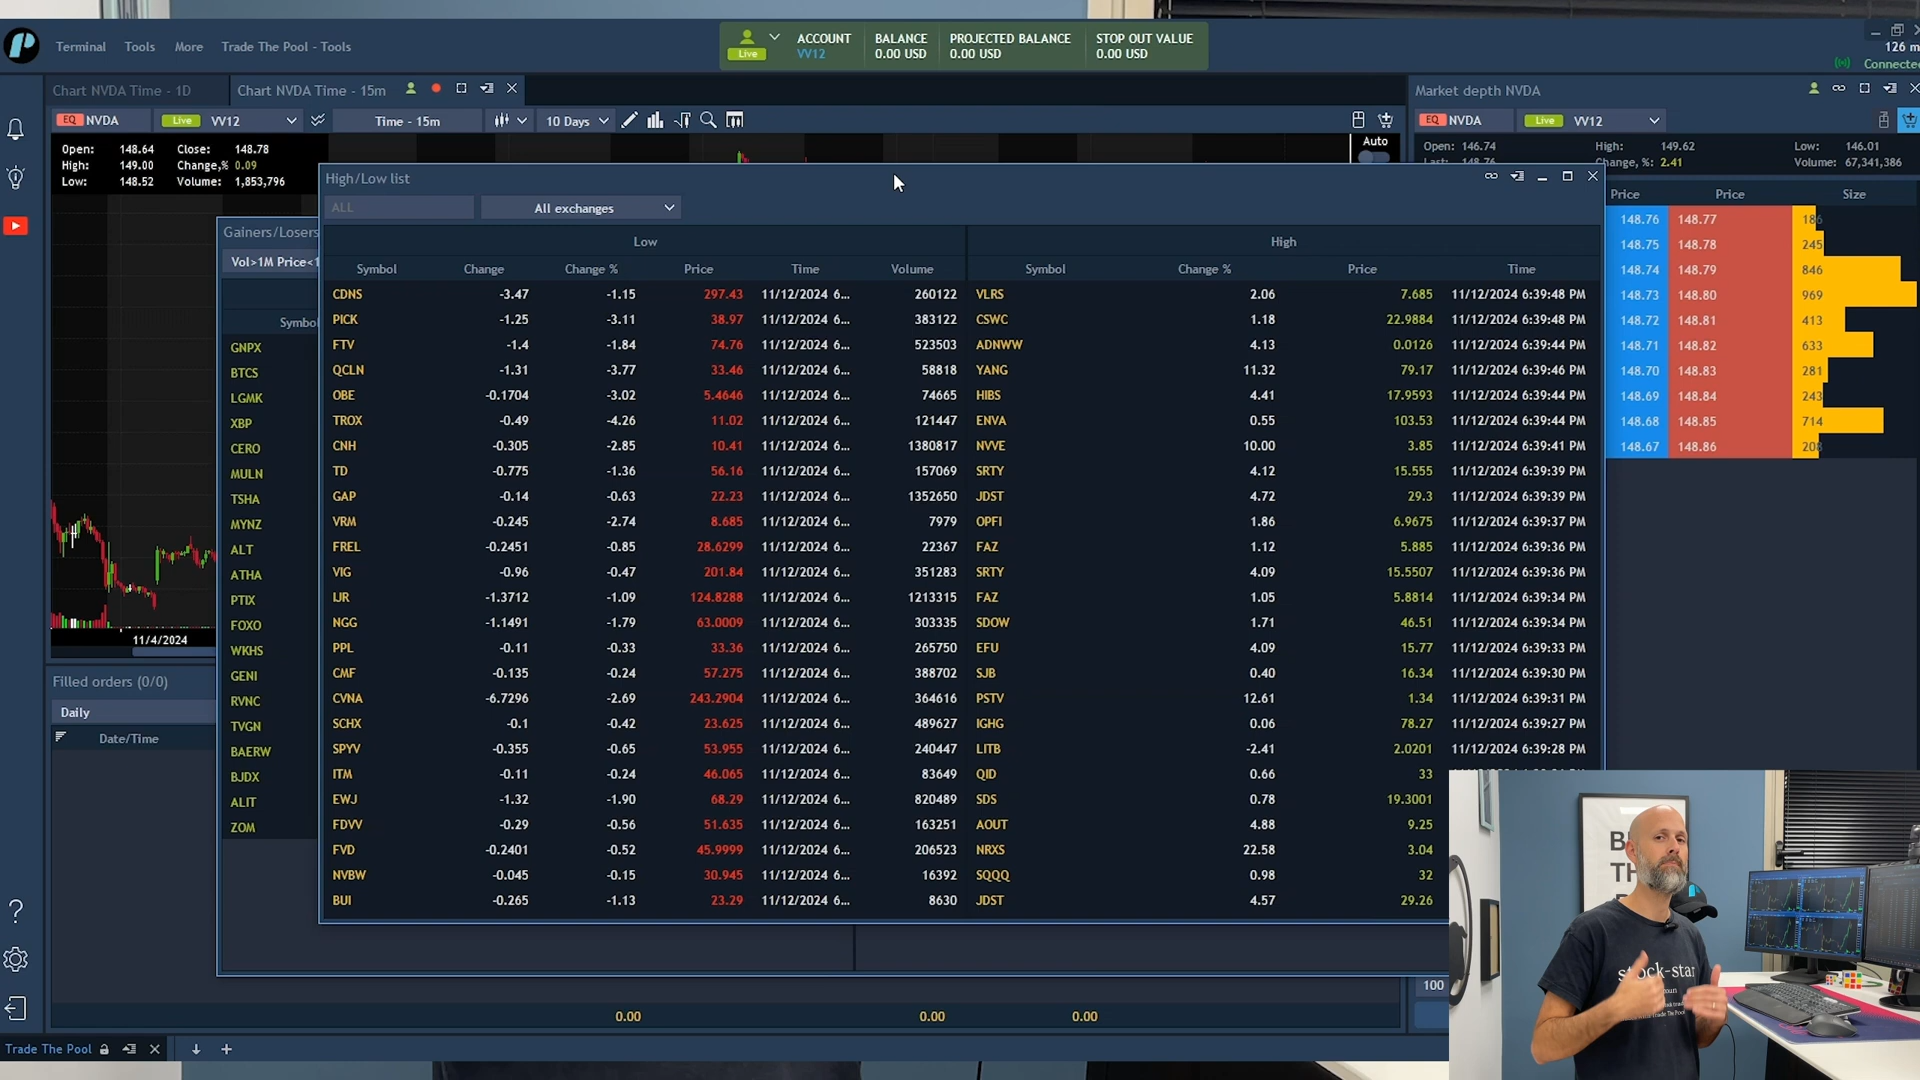 Terminal Tools More Trade The Pool - Tools
Live
ACCOUNT
VV12
BALANCE
0.00 USD
PROJECTED BALANCE
0.00 USD
STOP OUT VALUE
0.00 USD
126 m
Connected
Chart NVDA Time - 1D
Chart NVDA Time - 15m
Market depth NVDA
EQ NVDA Live VV12 Time - 15m 10 Days
EQ NVDA Live VV12
Auto
Open: 148.64 Close: 148.78
High: 149.00 Change,% 0.09
Low: 148.52 Volume: 1,853,796
Open: 146.74 High: 149.62 Low: 146.01
Last: 148.76 Change, %: 2.41 Volume: 67,341,386
High/Low list
ALL All exchanges
Low High
Symbol Change Change % Price Time Volume Symbol Change % Price Time
CDNS -3.47 -1.15 297.43 11/12/2024 6... 260122 VLRS 2.06 7.685 11/12/2024 6:39:48 PM
PICK -1.25 -3.11 38.97 11/12/2024 6... 383122 CSWC 1.18 22.9884 11/12/2024 6:39:48 PM
FTV -1.4 -1.84 74.76 11/12/2024 6... 523503 ADNWW 4.13 0.0126 11/12/2024 6:39:44 PM
QCLN -1.31 -3.77 33.46 11/12/2024 6... 58818 YANG 11.32 79.17 11/12/2024 6:39:46 PM
OBE -0.1704 -3.02 5.4646 11/12/2024 6... 74665 HIBS 4.41 17.9593 11/12/2024 6:39:44 PM
TROX -0.49 -4.26 11.02 11/12/2024 6... 121447 ENVA 0.55 103.53 11/12/2024 6:39:44 PM
CNH -0.305 -2.85 10.41 11/12/2024 6... 1380817 NVVE 10.00 3.85 11/12/2024 6:39:41 PM
TD -0.775 -1.36 56.16 11/12/2024 6... 157069 SRTY 4.12 15.555 11/12/2024 6:39:39 PM
GAP -0.14 -0.63 22.23 11/12/2024 6... 1352650 JDST 4.72 29.3 11/12/2024 6:39:39 PM
VRM -0.245 -2.74 8.685 11/12/2024 6... 7979 OPFI 1.86 6.9675 11/12/2024 6:39:37 PM
FREL -0.2451 -0.85 28.6299 11/12/2024 6... 22367 FAZ 1.12 5.885 11/12/2024 6:39:36 PM
VIG -0.96 -0.47 201.84 11/12/2024 6... 351283 SRTY 4.09 15.5507 11/12/2024 6:39:36 PM
IJR -1.3712 -1.09 124.8288 11/12/2024 6... 1213315 FAZ 1.05 5.8814 11/12/2024 6:39:34 PM
NGG -1.1491 -1.79 63.0009 11/12/2024 6... 303335 SDOW 1.71 46.51 11/12/2024 6:39:34 PM
PPL -0.11 -0.33 33.36 11/12/2024 6... 265750 EFU 4.09 15.77 11/12/2024 6:39:33 PM
CMF -0.135 -0.24 57.275 11/12/2024 6... 388702 SJB 0.40 16.34 11/12/2024 6:39:30 PM
CVNA -6.7296 -2.69 243.2904 11/12/2024 6... 364616 PSTV 12.61 1.34 11/12/2024 6:39:31 PM
SCHX -0.1 -0.42 23.625 11/12/2024 6... 489627 IGHG 0.06 78.27 11/12/2024 6:39:27 PM
SPYV -0.355 -0.65 53.955 11/12/2024 6... 240447 LITB -2.41 2.0201 11/12/2024 6:39:28 PM
ITM -0.11 -0.24 46.065 11/12/2024 6... 83649 QID 0.66 33
EWJ -1.32 -1.90 68.29 11/12/2024 6... 820489 SDS 0.78 19.3001
FDVV -0.29 -0.56 51.635 11/12/2024 6... 163251 AOUT 4.88 9.25
FVD -0.2401 -0.52 45.9999 11/12/2024 6... 206523 NRXS 22.58 3.04
NVBW -0.045 -0.15 30.945 11/12/2024 6... 16392 SQQQ 0.98 32
BUI -0.265 -1.13 23.29 11/12/2024 6... 8630 JDST 4.57 29.26
Price Price Size
148.76 148.77 186
148.75 148.78 245
148.74 148.79 846
148.73 148.80 969
148.72 148.81 413
148.71 148.82 633
148.70 148.83 281
148.69 148.84 243
148.68 148.85 714
148.67 148.86 208
Gainers/Losers
Vol>1M Price<1
Symbol
GNPX
BTCS
LGMK
XBP
CERO
MULN
TSHA
MYNZ
ALT
ATHA
PTIX
FOXO
WKHS
GENI
RVNC
TVGN
BAERW
BJDX
ALIT
ZOM
11/4/2024
Filled orders (0/0)
Daily
Date/Time
100
0.00 0.00 0.00
Trade The Pool
stock-star
noun